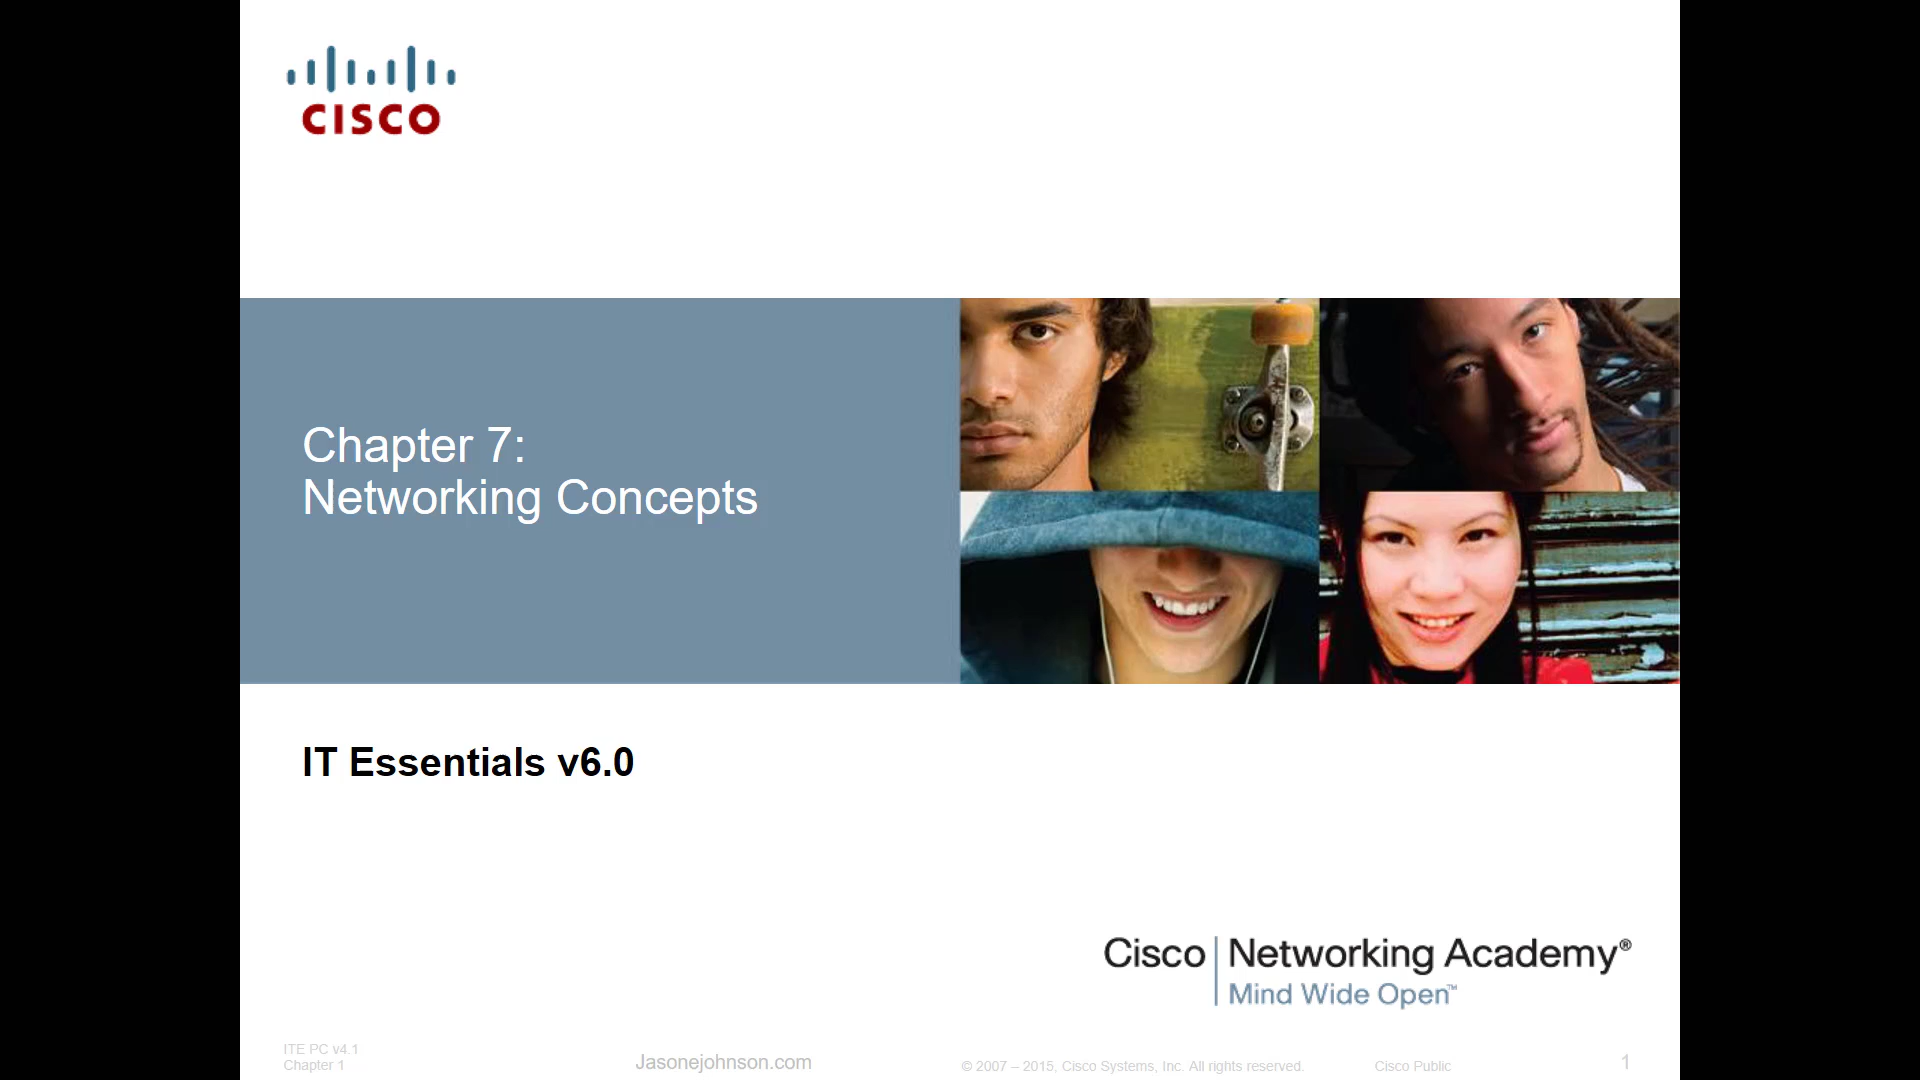 CISCO
Chapter 7:
Networking Concepts
IT Essentials v6.0
Cisco Networking Academy®
Mind Wide Open™
ITE PC v4.1
Chapter 1
Jasonejohnson.com
© 2007 – 2015, Cisco Systems, Inc. All rights reserved.
Cisco Public
1